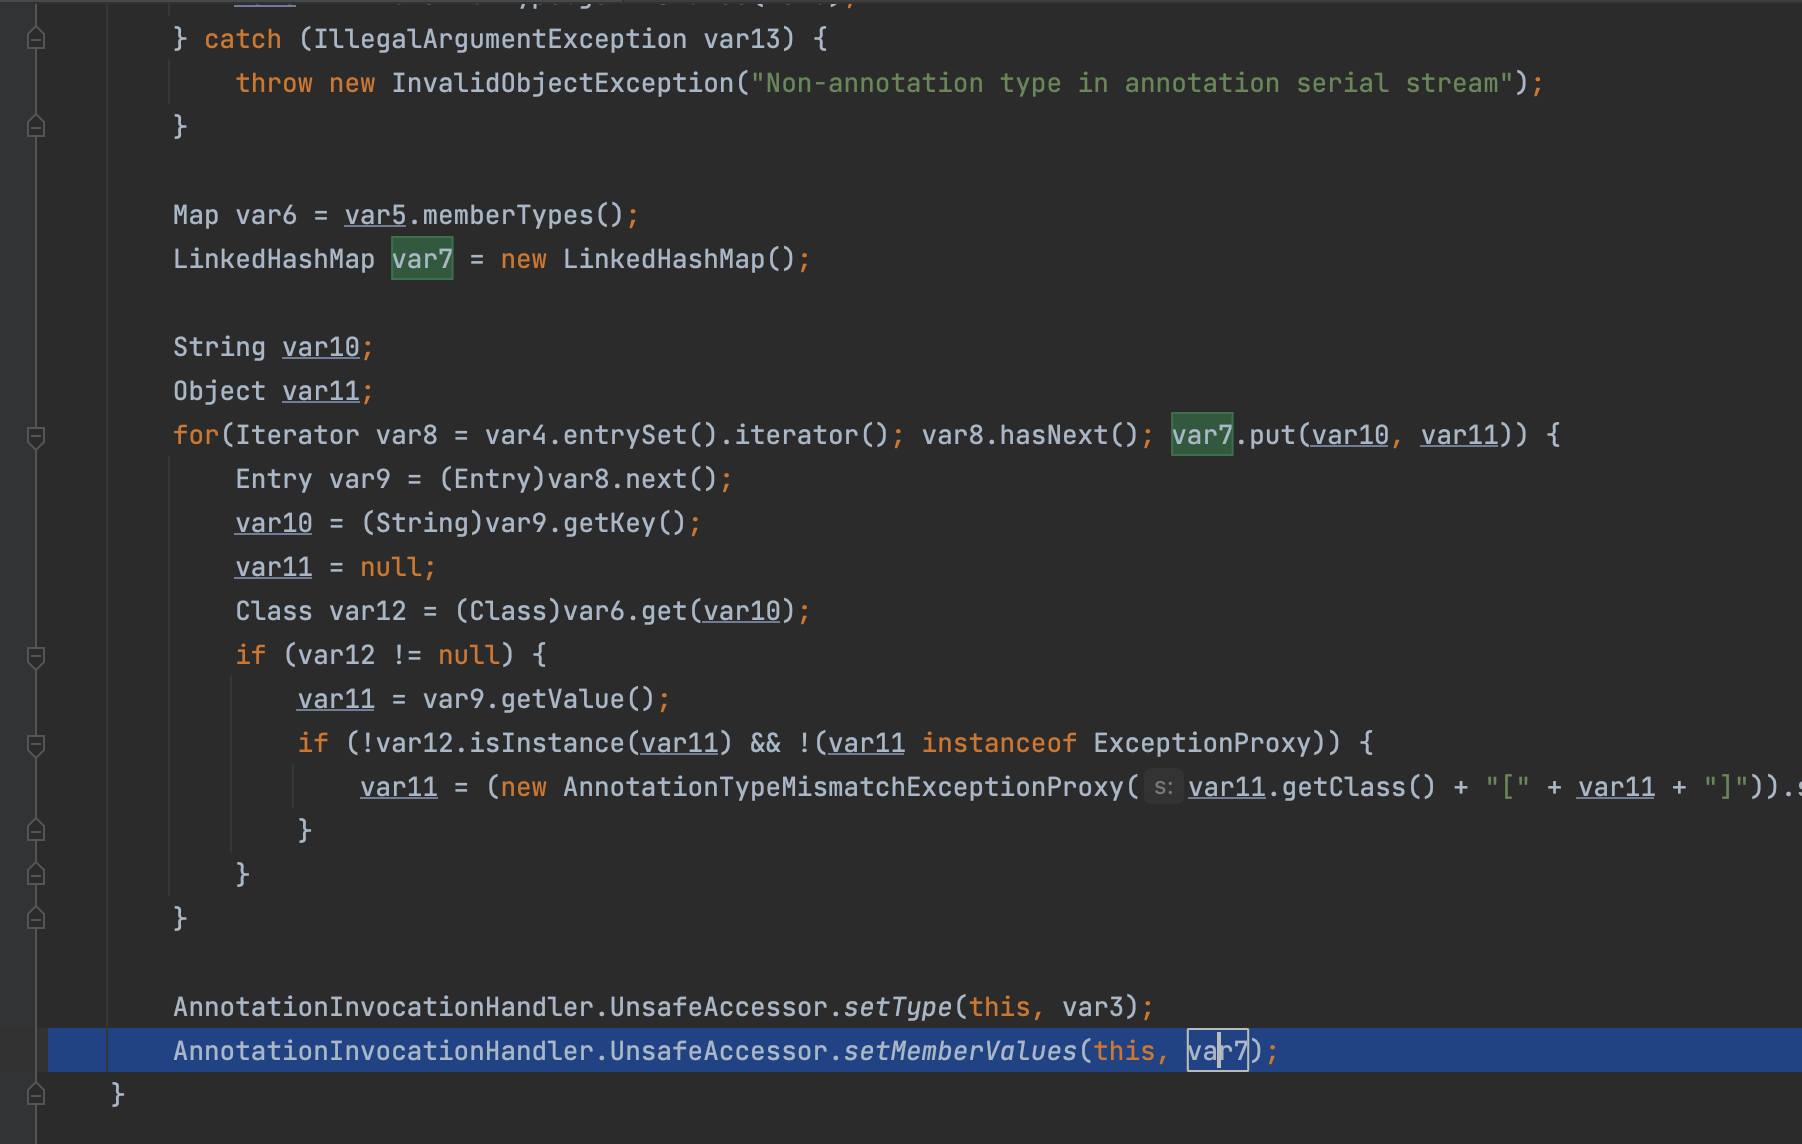 } catch (IllegalArgumentException var13) {
throw new InvalidObjectException("Non-annotation type in annotation serial stream");
}
Map var6 = var5.memberTypes();
LinkedHashMap var7 = new LinkedHashMap();
String var10;
Object var11;
for(Iterator var8 = var4.entrySet().iterator(); var8.hasNext(); var7.put(var10, var11)) {
Entry var9 = (Entry)var8.next();
var10 = (String)var9.getKey();
var11 = null;
Class var12 = (Class)var6.get(var10);
if (var12 != null) {
var11 = var9.getValue();
if (!var12.isInstance(var11) && !(var11 instanceof ExceptionProxy)) {
var11 = (new AnnotationTypeMismatchExceptionProxy( s: var11.getClass() + "[" + var11 + "]")).
}
}
}
AnnotationInvocationHandler.UnsafeAccessor.setType(this, var3);
AnnotationInvocationHandler.UnsafeAccessor.setMemberValues(this, var7);
}